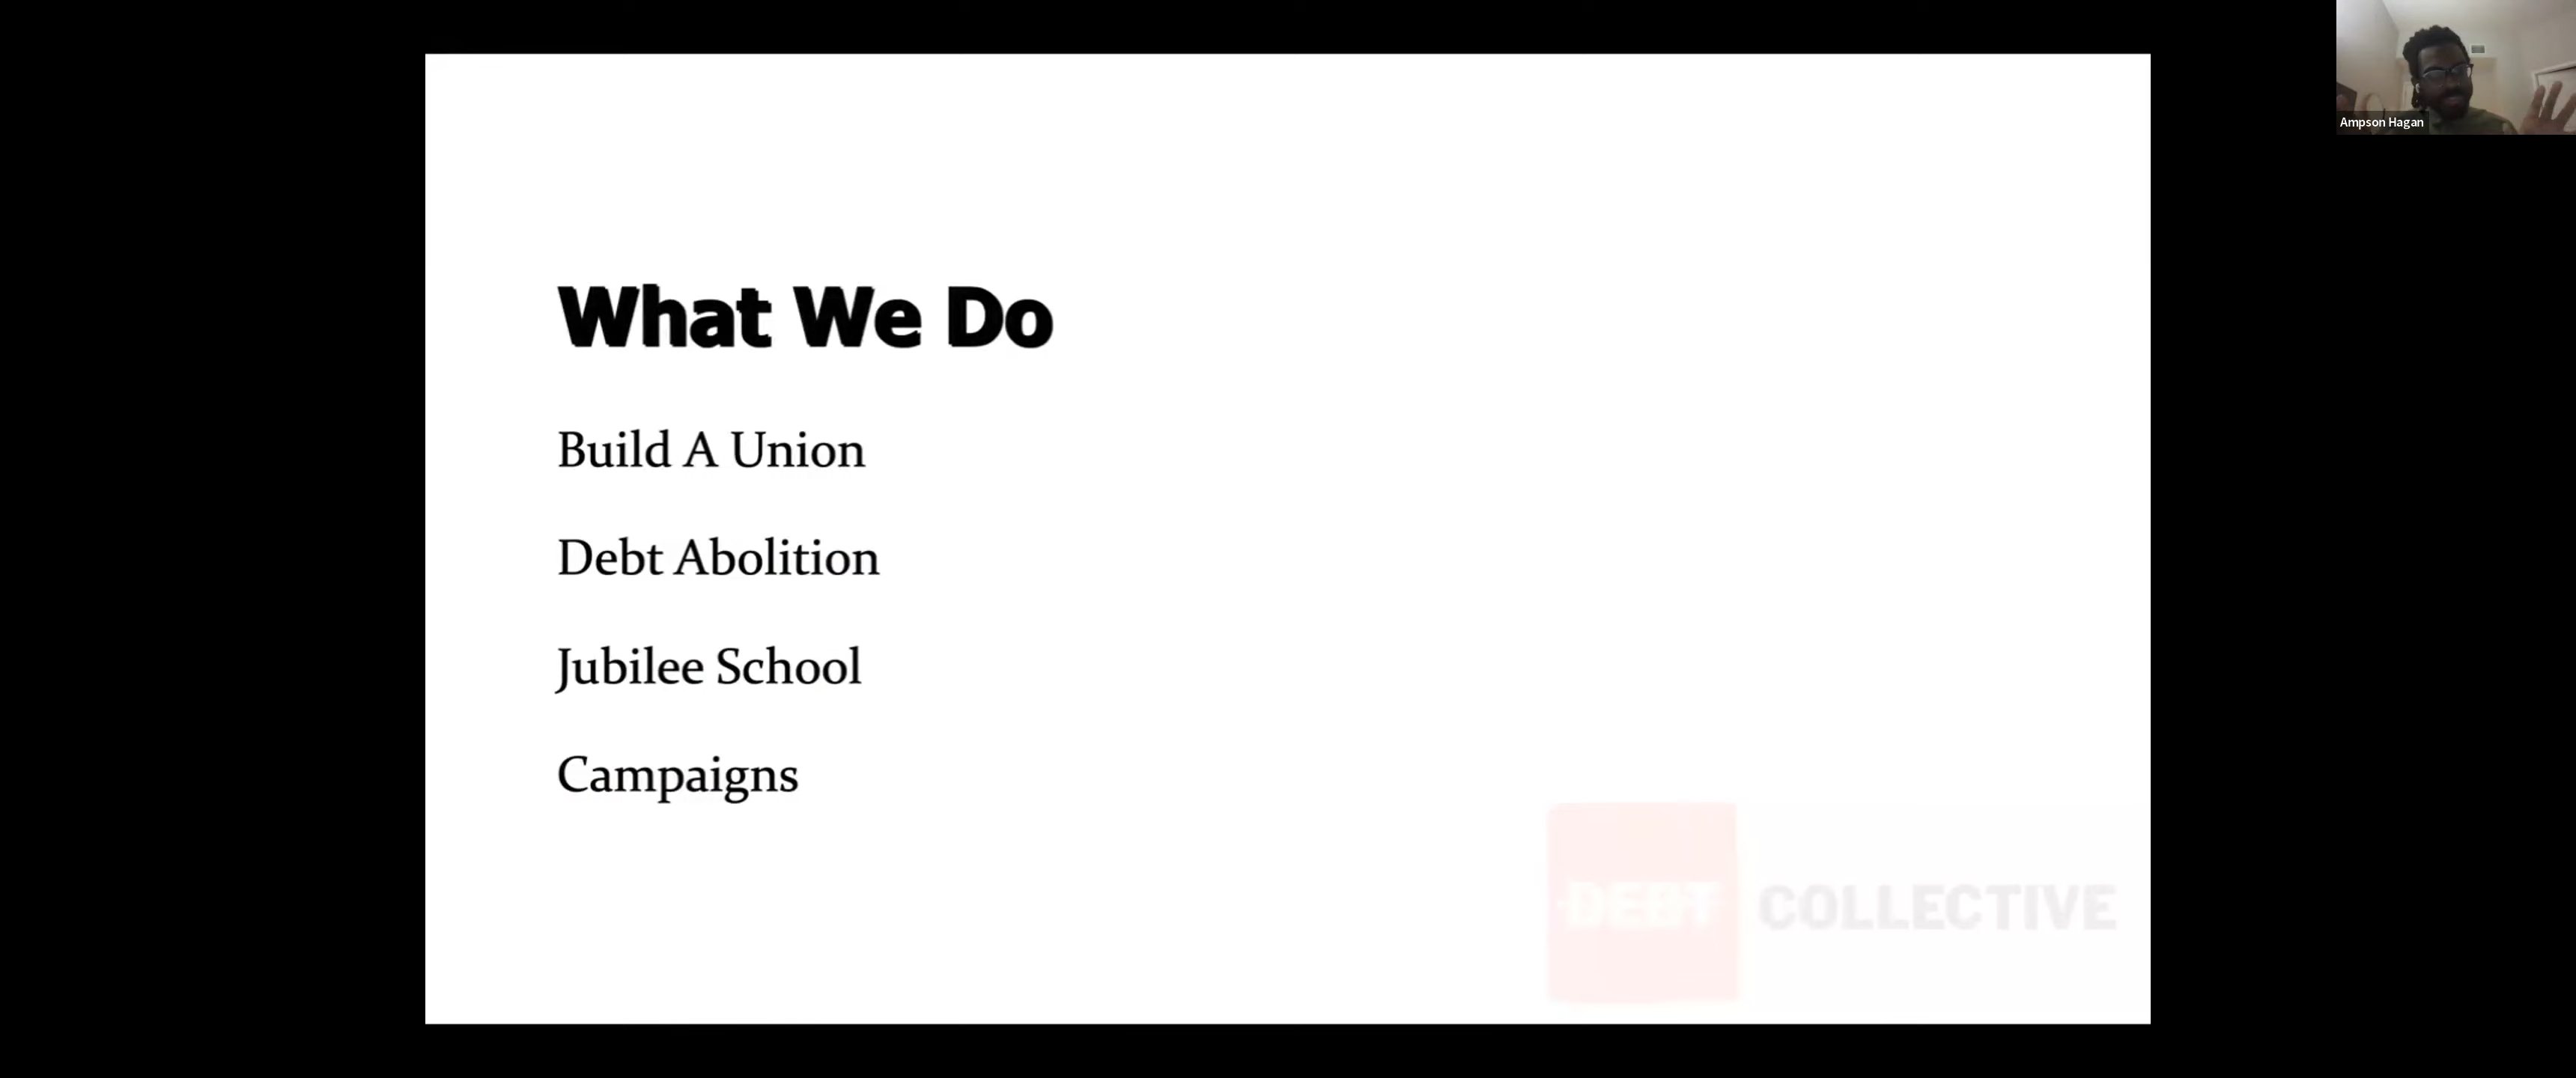 What We Do
Build A Union
Debt Abolition
Jubilee School
Campaigns
DEBT COLLECTIVE
Ampson Hagan